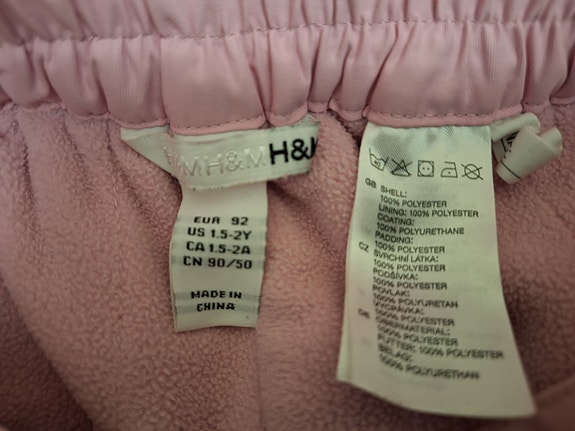 H&M H&
EUR 92
US 1.5-2Y
CA 1.5-2A
CN 90/50
MADE IN
CHINA
GB SHELL:
100% POLYESTER
LINING: 100% POLYESTER
COATING:
100% POLYURETHANE
PADDING:
100% POLYESTER
CZ SVRCHNÍ LÁTKA:
100% POLYESTER
PODŠÍVKA:
100% POLYESTER
POVLAK:
100% POLYURETAN
VYCPÁVKA:
100% POLYESTER
DE OBERMATERIAL:
100% POLYESTER
FUTTER: 100% POLYESTER
BELAG:
100% POLYURETHAN